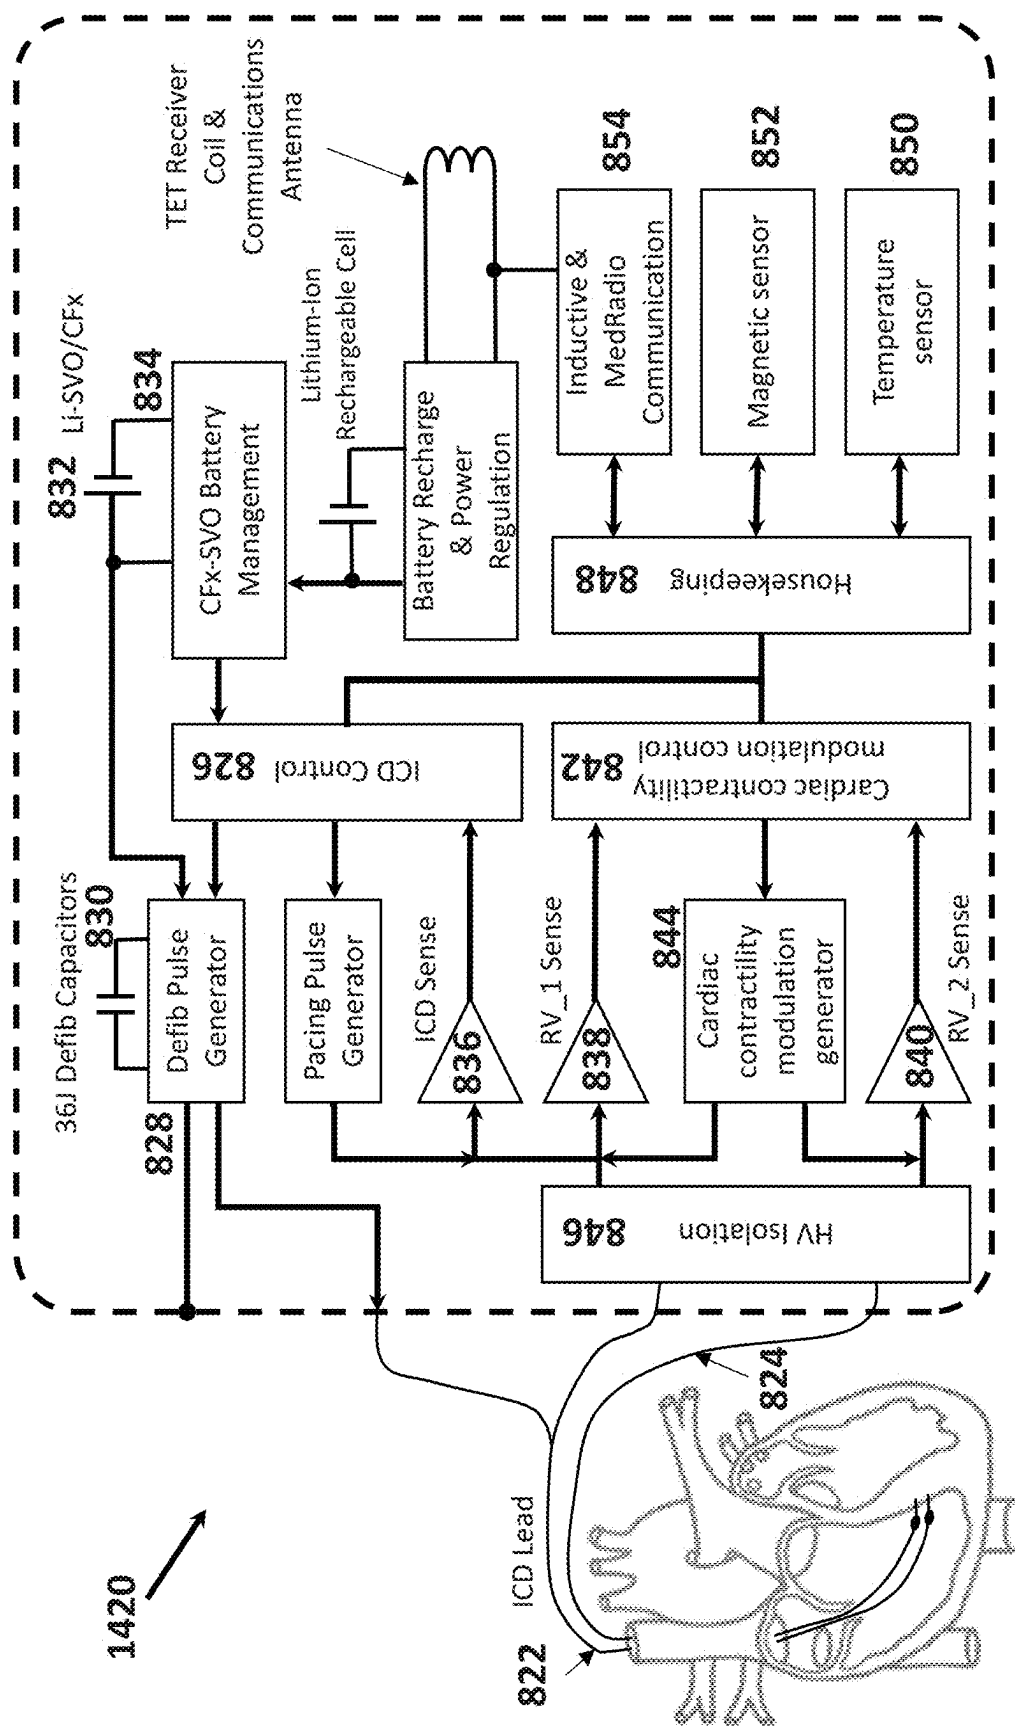 1420
822
ICD Lead
824
36J Defib Capacitors
830
828
Defib Pulse
Generator
832
Li-SVO/CFx
834
CFx-SVO Battery
Management
TET Receiver
Coil &
Communications
Antenna
Pacing Pulse
Generator
826
ICD Control
Lithium-Ion
Rechargeable Cell
Battery Recharge
& Power
Regulation
ICD Sense
836
RV_1 Sense
838
846
HV Isolation
844
Cardiac
contractility
modulation
generator
840
RV_2 Sense
842
Cardiac contractility
modulation control
848
Housekeeping
Inductive &
MedRadio
Communication
854
Magnetic sensor
852
Temperature
sensor
850